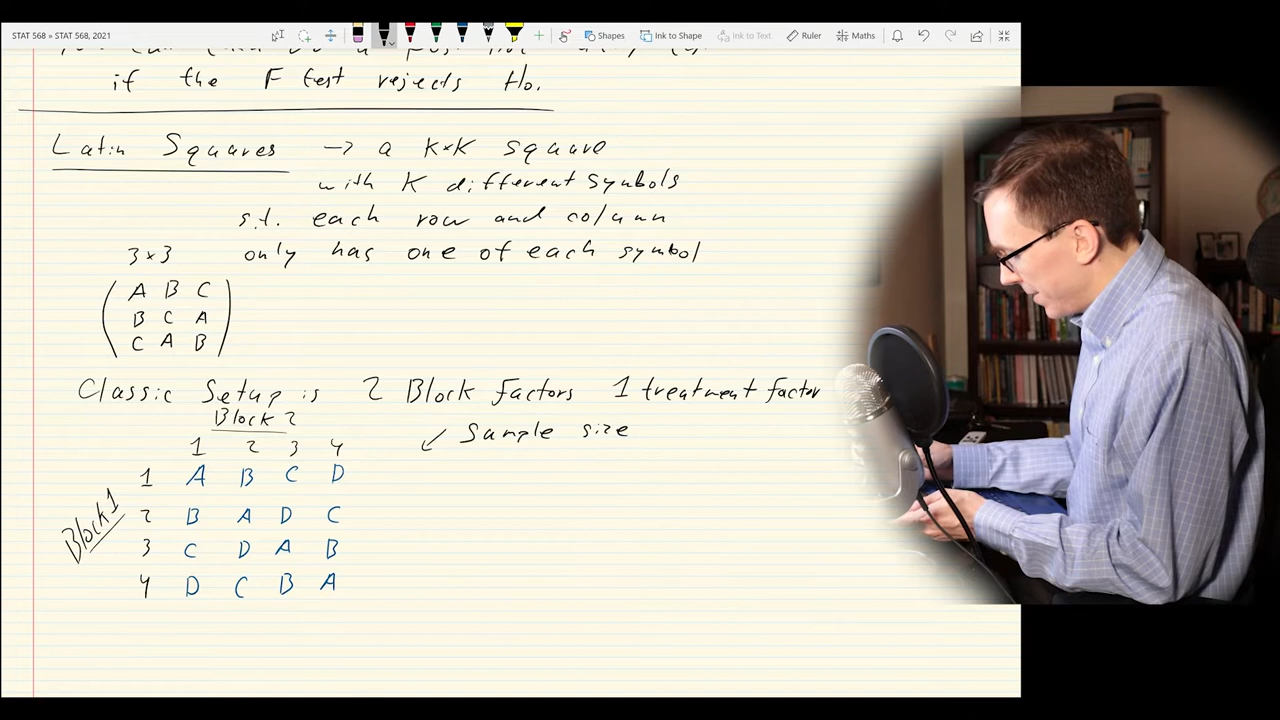 STAT 568 » STAT 568, 2021
Shapes
Ink to Shape
Ink to Text
Ruler
Maths
if the F test rejects Ho.
Latin Squares → a K×K square
with K different symbols
s.t. each row and column
3×3 only has one of each symbol
A B C
B C A
C A B
Classic Setup is 2 Block Factors 1 treatment factor
Block 2
↙ Sample size
1 2 3 4
1 A B C D
Block 1
2 B A D C
3 C D A B
4 D C B A